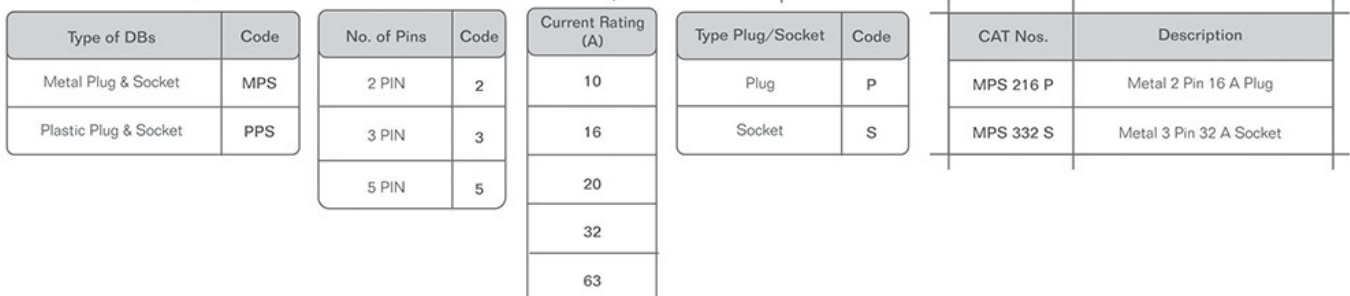 Type of DBs Code
Metal Plug & Socket MPS
Plastic Plug & Socket PPS
No. of Pins Code
2 PIN 2
3 PIN 3
5 PIN 5
Current Rating
(A)
10
16
20
32
63
Type Plug/Socket Code
Plug P
Socket S
CAT Nos. Description
MPS 216 P Metal 2 Pin 16 A Plug
MPS 332 S Metal 3 Pin 32 A Socket